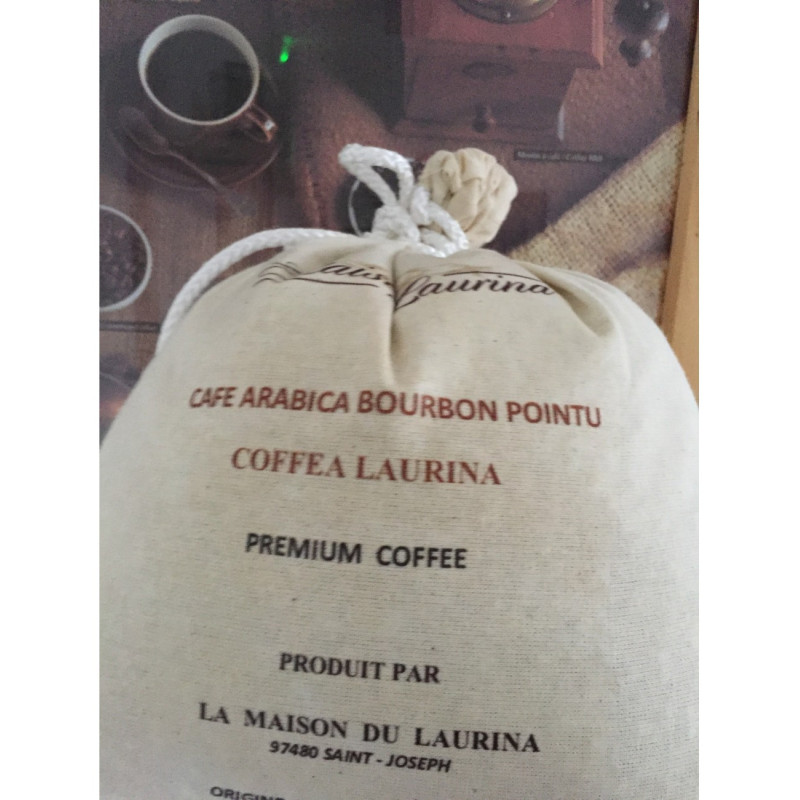 Laurina
CAFE ARABICA BOURBON POINTU
COFFEA LAURINA
PREMIUM COFFEE
PRODUIT PAR
LA MAISON DU LAURINA
97480 SAINT - JOSEPH